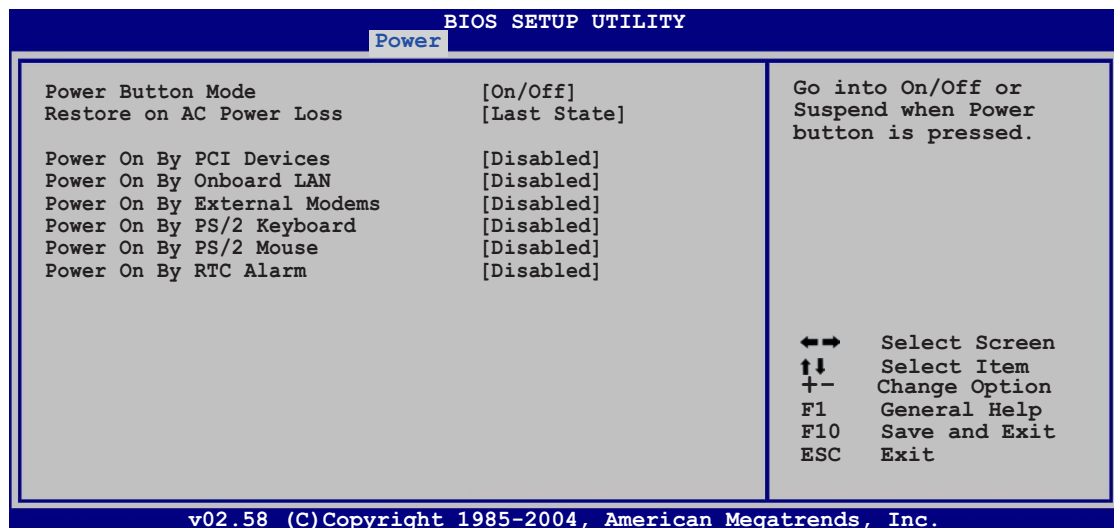 BIOS SETUP UTILITY
Power
Power Button Mode [On/Off]
Restore on AC Power Loss [Last State]
Power On By PCI Devices [Disabled]
Power On By Onboard LAN [Disabled]
Power On By External Modems [Disabled]
Power On By PS/2 Keyboard [Disabled]
Power On By PS/2 Mouse [Disabled]
Power On By RTC Alarm [Disabled]
Go into On/Off or
Suspend when Power
button is pressed.
←→ Select Screen
↑↓ Select Item
+- Change Option
F1 General Help
F10 Save and Exit
ESC Exit
v02.58 (C)Copyright 1985-2004, American Megatrends, Inc.